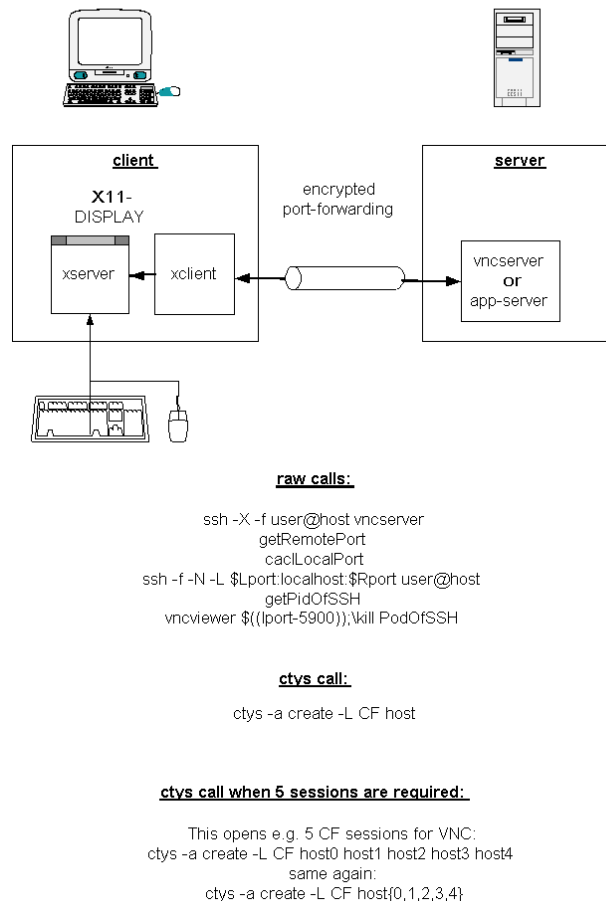 client
server
X11-
DISPLAY
encrypted
port-forwarding
xserver
xclient
vncserver
or
app-server
raw calls:
ssh -X -f user@host vncserver
getRemotePort
caclLocalPort
ssh -f -N -L $Lport:localhost:$Rport user@host
getPidOfSSH
vncviewer $((lport-5900));\kill PodOfSSH
ctys call:
ctys -a create -L CF host
ctys call when 5 sessions are required:
This opens e.g. 5 CF sessions for VNC:
ctys -a create -L CF host0 host1 host2 host3 host4
same again:
ctys -a create -L CF host{0,1,2,3,4}